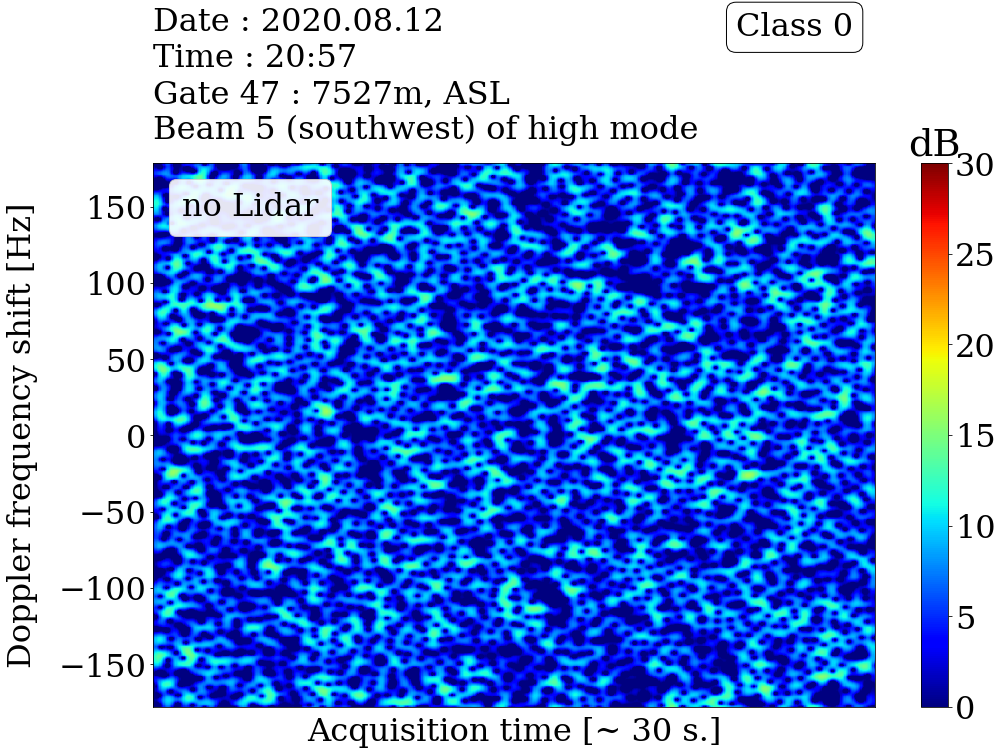 Date : 2020.08.12
Time : 20:57
Gate 47 : 7527m, ASL
Beam 5 (southwest) of high mode
Class 0
no Lidar
Doppler frequency shift [Hz]
150
100
50
0
−50
−100
−150
Acquisition time [~ 30 s.]
dB
30
25
20
15
10
5
0